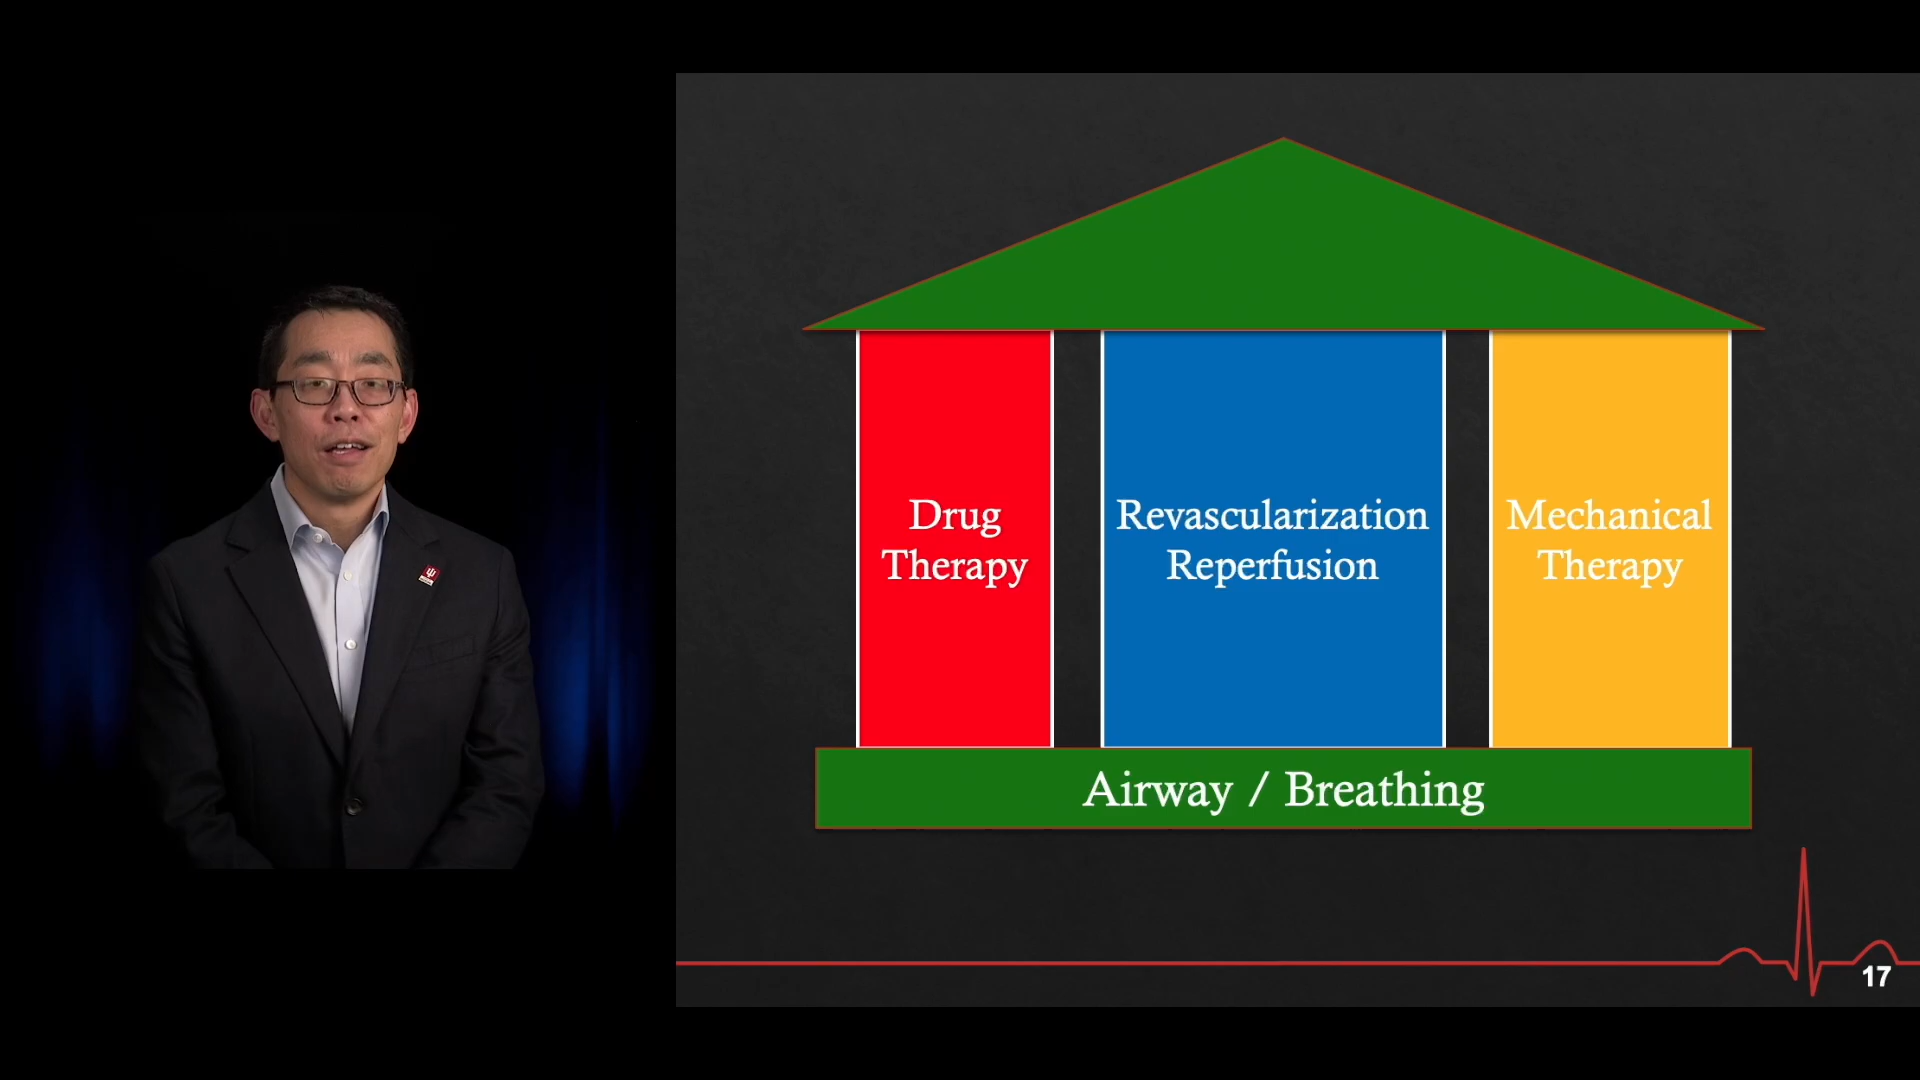 Drug
Therapy
Revascularization
Reperfusion
Mechanical
Therapy
Airway / Breathing
17